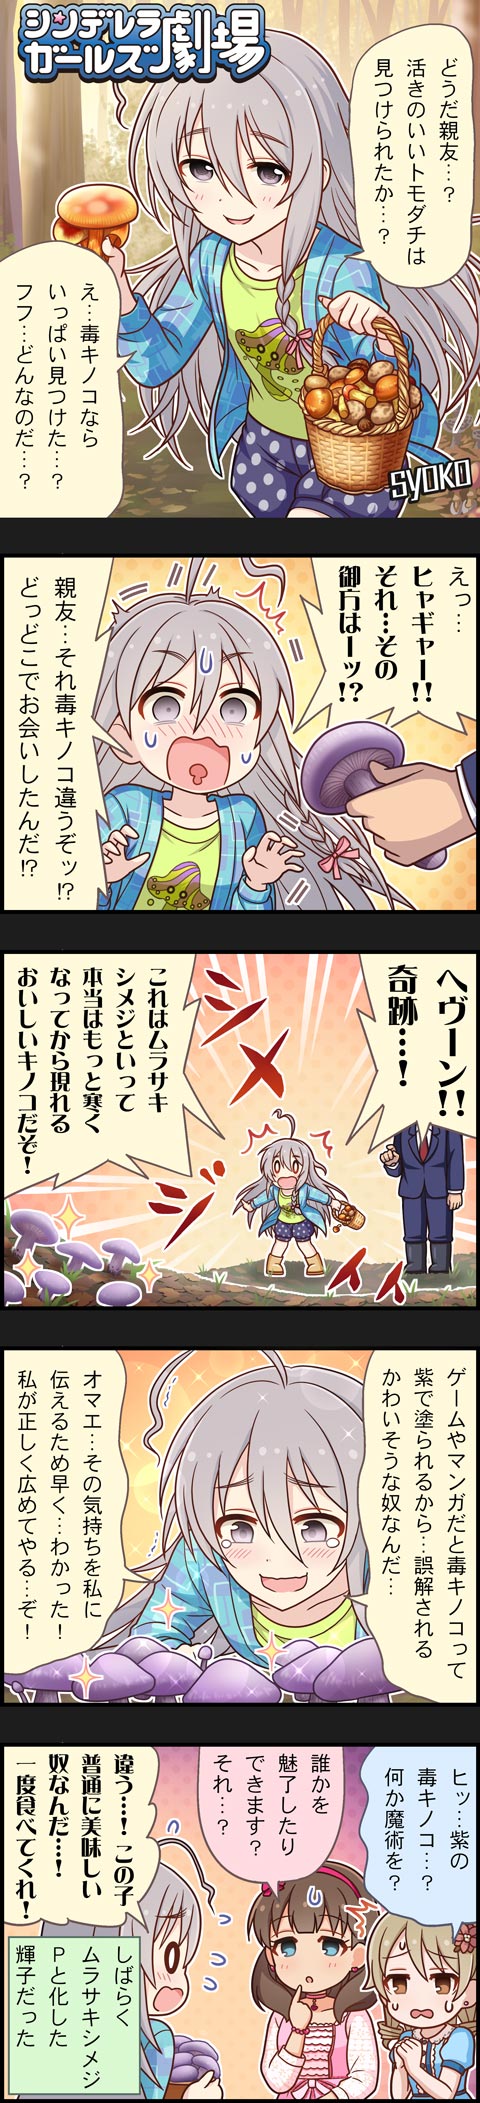 シンデレラ
ガールズ劇場
どうだ親友…？
活きのいいトモダチは
見つけられたか…？
え…毒キノコなら
いっぱい見つけた…？
フフ…どんなのだ…？
SYOKO
えっ…
ヒャギャー!!
それ…その
御方はーッ!?
親友…それ毒キノコ違うぞッ!?
どっどこでお会いしたんだ!?
ヘヴーン!!
奇跡…！
これはムラサキ
シメジといって
本当はもっと寒く
なってから現れる
おいしいキノコだぞ！
シメジィィ
ゲームやマンガだと毒キノコって
紫で塗られるから…誤解される
かわいそうな奴なんだ…
オマエ…その気持ちを私に
伝えるため早く…わかった！
私が正しく広めてやる…ぞ！
ヒッ…紫の
毒キノコ…？
何か魔術を？
誰かを
魅了したり
できます？
それ…？
違う…！この子
普通に美味しい
奴なんだ…！
一度食べてくれ！
しばらく
ムラサキシメジ
Pと化した
輝子だった